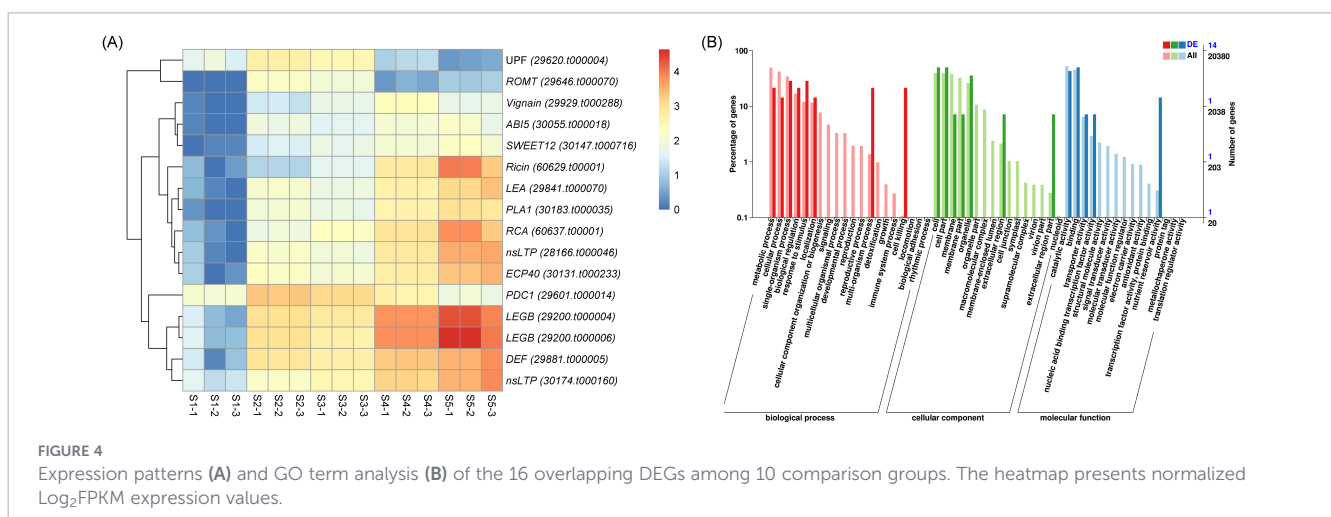 (A)
UPF (29620.t000004)
ROMT (29646.t000070)
Vignain (29929.t000288)
ABI5 (30055.t000018)
SWEET12 (30147.t000716)
Ricin (60629.t00001)
LEA (29841.t000070)
PLA1 (30183.t000035)
RCA (60637.t00001)
nsLTP (28166.t000046)
ECP40 (30131.t000233)
PDC1 (29601.t000014)
LEGB (29200.t000004)
LEGB (29200.t000006)
DEF (29881.t000005)
nsLTP (30174.t000160)
S1-1
S1-2
S1-3
S2-1
S2-2
S2-3
S3-1
S3-2
S3-3
S4-1
S4-2
S4-3
S5-1
S5-2
S5-3
4
3
2
1
0
(B)
DE
All
Percentage of genes
100
10
1
0.1
Number of genes
14
20380
1
2038
1
203
1
20
metabolic process
cellular process
single-organism process
biological regulation
response to stimulus
localization
cellular component organization or biogenesis
signaling
multicellular organismal process
developmental process
reproduction
reproductive process
multi-organism process
detoxification
growth
immune system process
cell killing
locomotion
biological adhesion
rhythmic process
cell
cell part
membrane
membrane part
organelle
organelle part
macromolecular complex
membrane-enclosed lumen
extracellular region
cell junction
symplast
supramolecular complex
virion
virion part
extracellular region part
nucleoid
catalytic activity
binding
transporter activity
nucleic acid binding transcription factor activity
structural molecule activity
signal transducer activity
molecular transducer activity
molecular function regulator
electron carrier activity
antioxidant activity
transcription factor activity, protein binding
nutrient reservoir activity
protein tag
metallochaperone activity
translation regulator activity
biological process
cellular component
molecular function
FIGURE 4
Expression patterns (A) and GO term analysis (B) of the 16 overlapping DEGs among 10 comparison groups. The heatmap presents normalized
Log₂FPKM expression values.